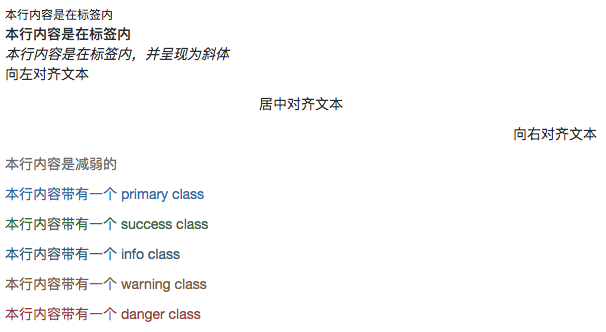 本行内容是在标签内
本行内容是在标签内
本行内容是在标签内，并呈现为斜体
向左对齐文本
居中对齐文本
向右对齐文本
本行内容是减弱的
本行内容带有一个 primary class
本行内容带有一个 success class
本行内容带有一个 info class
本行内容带有一个 warning class
本行内容带有一个 danger class